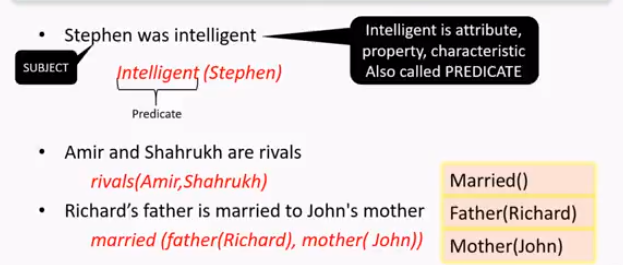 • Stephen was intelligent
Intelligent is attribute,
property, characteristic
Also called PREDICATE
SUBJECT
Intelligent (Stephen)
Predicate
• Amir and Shahrukh are rivals
rivals(Amir,Shahrukh)
• Richard’s father is married to John's mother
married (father(Richard), mother( John))
Married()
Father(Richard)
Mother(John)